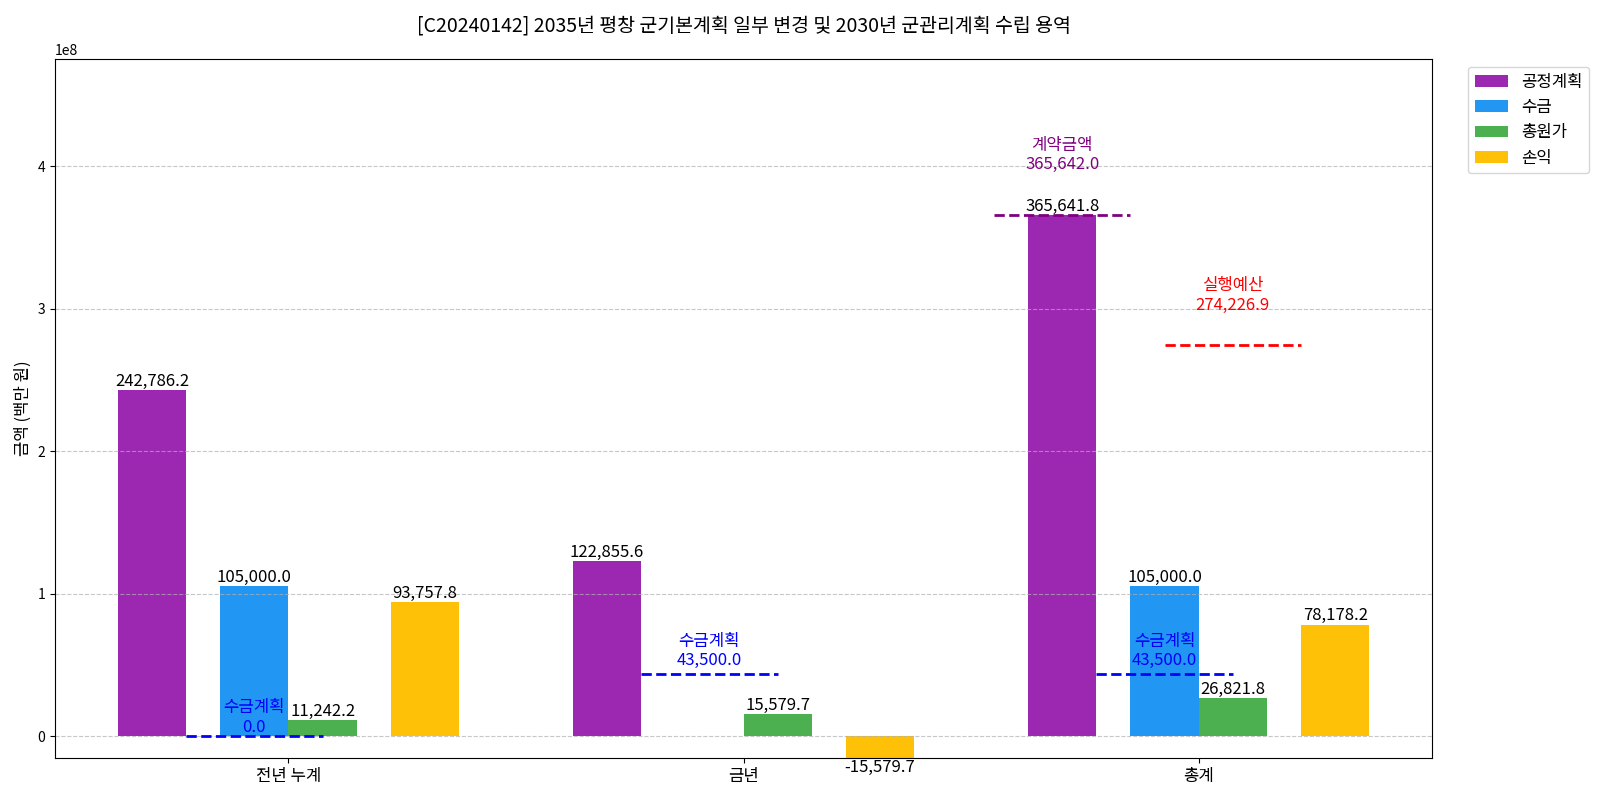 [C20240142] 2035년 평창 군기본계획 일부 변경 및 2030년 군관리계획 수립 용역
1e8
공정계획
수금
총원가
손익
금액 (백만 원)
4
3
2
1
0
242,786.2
105,000.0
수금계획
0.0
11,242.2
93,757.8
122,855.6
수금계획
43,500.0
15,579.7
-15,579.7
계약금액
365,642.0
365,641.8
실행예산
274,226.9
105,000.0
수금계획
43,500.0
26,821.8
78,178.2
전년 누계
금년
총계